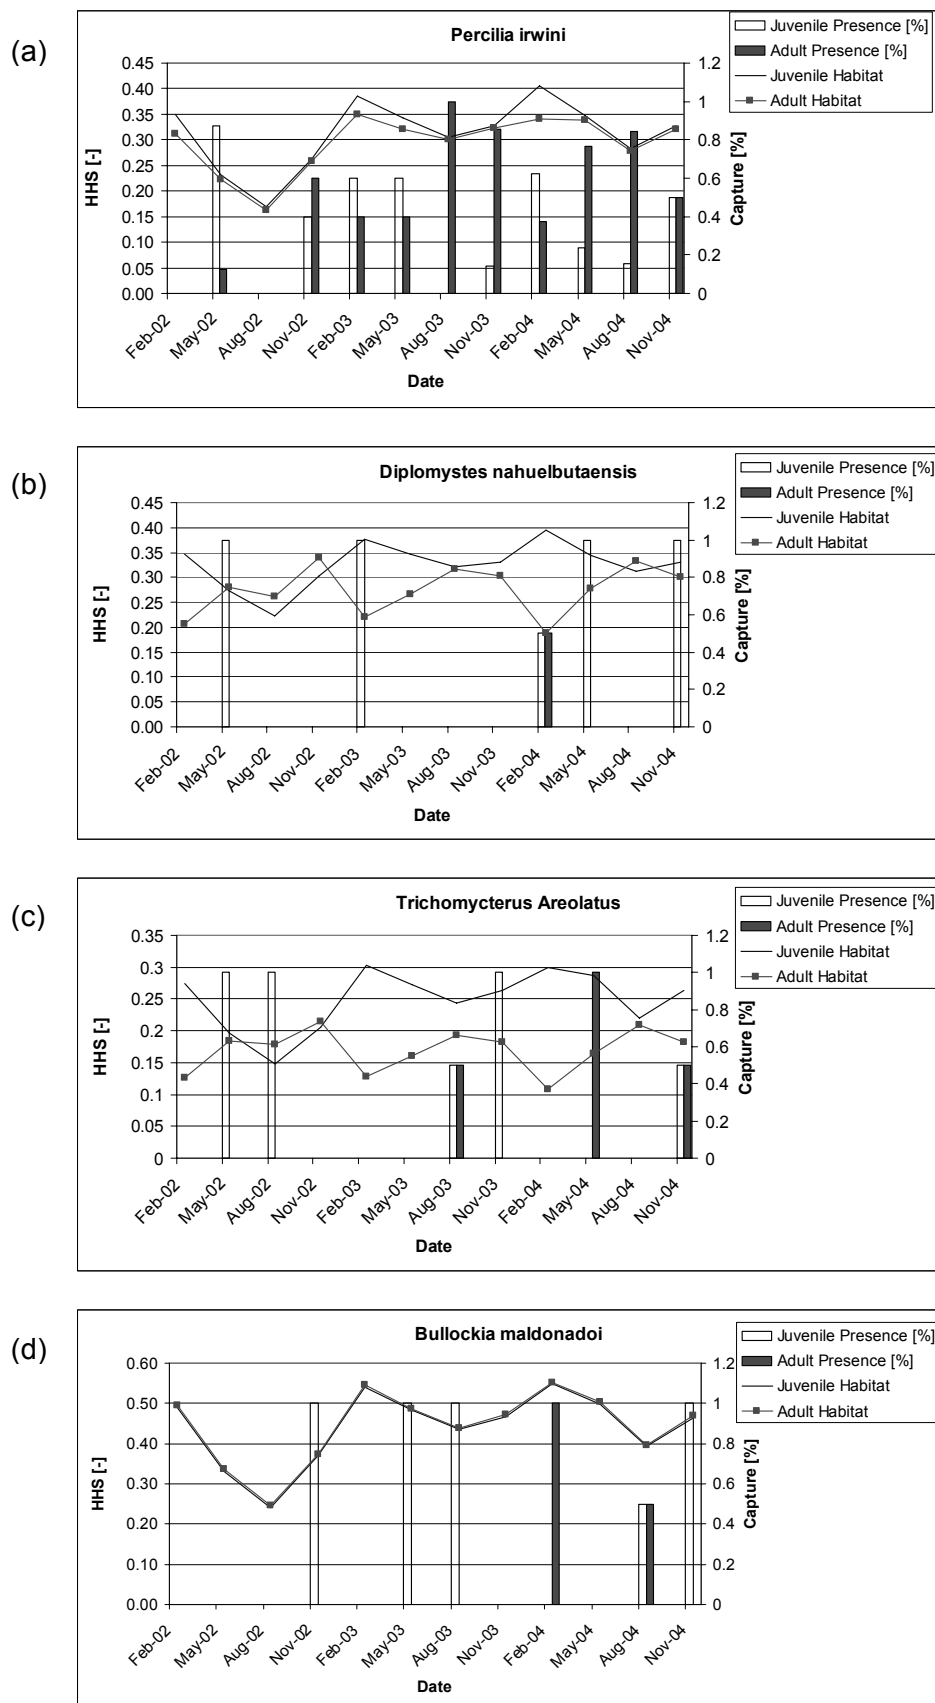 (a)
Percilia irwini
Juvenile Presence [%]
Adult Presence [%]
Juvenile Habitat
Adult Habitat
0.45
0.40
0.35
0.30
0.25
0.20
0.15
0.10
0.05
0.00
HHS [-]
1.2
1
0.8
0.6
0.4
0.2
0
Capture [%]
Feb-02
May-02
Aug-02
Nov-02
Feb-03
May-03
Aug-03
Nov-03
Feb-04
May-04
Aug-04
Nov-04
Date
(b)
Diplomystes nahuelbutaensis
Juvenile Presence [%]
Adult Presence [%]
Juvenile Habitat
Adult Habitat
0.45
0.40
0.35
0.30
0.25
0.20
0.15
0.10
0.05
0.00
HHS [-]
1.2
1
0.8
0.6
0.4
0.2
0
Capture [%]
Feb-02
May-02
Aug-02
Nov-02
Feb-03
May-03
Aug-03
Nov-03
Feb-04
May-04
Aug-04
Nov-04
Date
(c)
Trichomycterus Areolatus
Juvenile Presence [%]
Adult Presence [%]
Juvenile Habitat
Adult Habitat
0.35
0.3
0.25
0.2
0.15
0.1
0.05
0
HHS [-]
1.2
1
0.8
0.6
0.4
0.2
0
Capture [%]
Feb-02
May-02
Aug-02
Nov-02
Feb-03
May-03
Aug-03
Nov-03
Feb-04
May-04
Aug-04
Nov-04
Date
(d)
Bullockia maldonadoi
Juvenile Presence [%]
Adult Presence [%]
Juvenile Habitat
Adult Habitat
0.60
0.50
0.40
0.30
0.20
0.10
0.00
HHS [-]
1.2
1
0.8
0.6
0.4
0.2
0
Capture [%]
Feb-02
May-02
Aug-02
Nov-02
Feb-03
May-03
Aug-03
Nov-03
Feb-04
May-04
Aug-04
Nov-04
Date